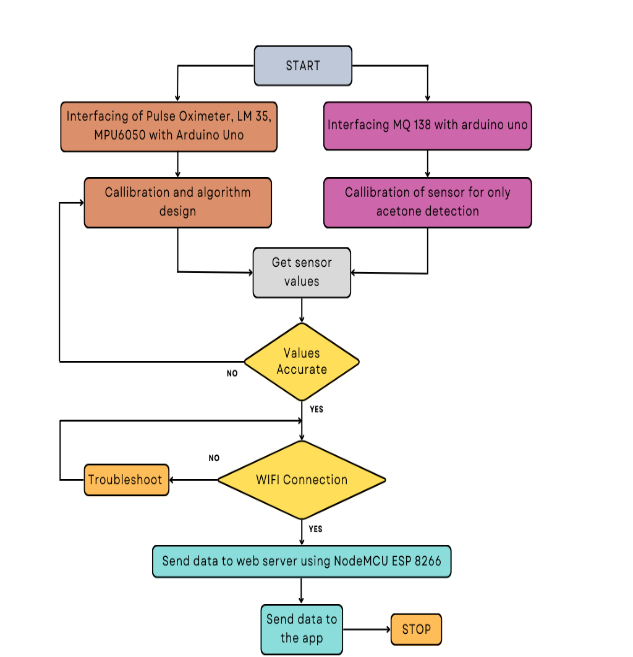 START
Interfacing of Pulse Oximeter, LM 35,
MPU6050 with Arduino Uno
Interfacing MQ 138 with arduino uno
Callibration and algorithm
design
Callibration of sensor for only
acetone detection
Get sensor
values
Values
Accurate
NO
YES
NO
Troubleshoot
WIFI Connection
YES
Send data to web server using NodeMCU ESP 8266
Send data to
the app
STOP